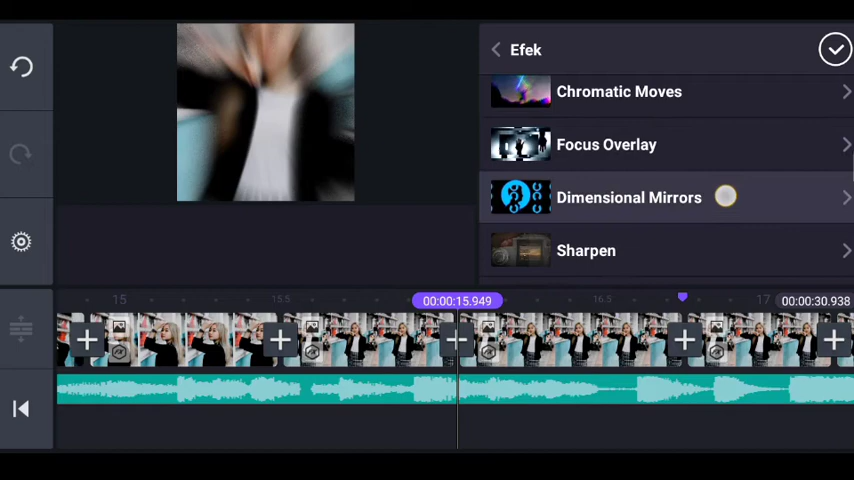 Efek
Chromatic Moves
Focus Overlay
Dimensional Mirrors
Sharpen
00:00:15.949
15
15.5
16.5
17
00:00:30.938